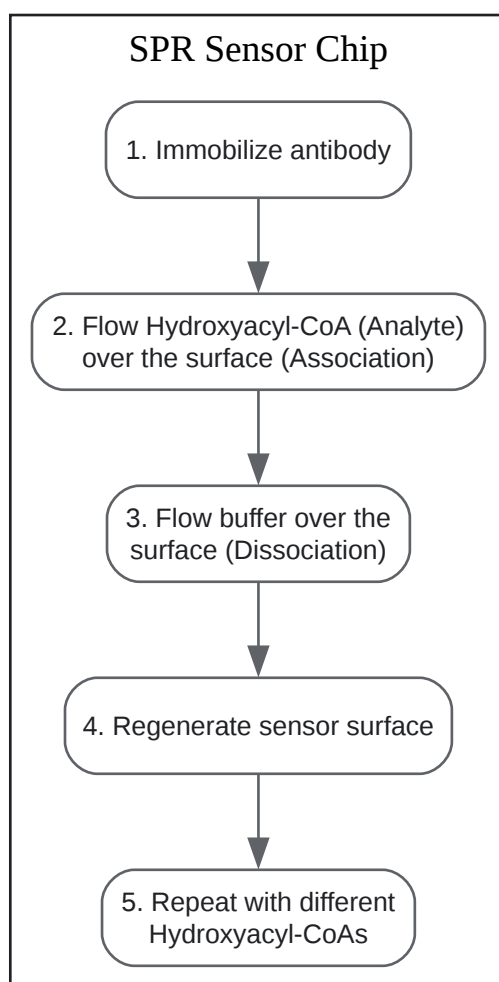 SPR Sensor Chip
1. Immobilize antibody
2. Flow Hydroxyacyl-CoA (Analyte)
over the surface (Association)
3. Flow buffer over the
surface (Dissociation)
4. Regenerate sensor surface
5. Repeat with different
Hydroxyacyl-CoAs